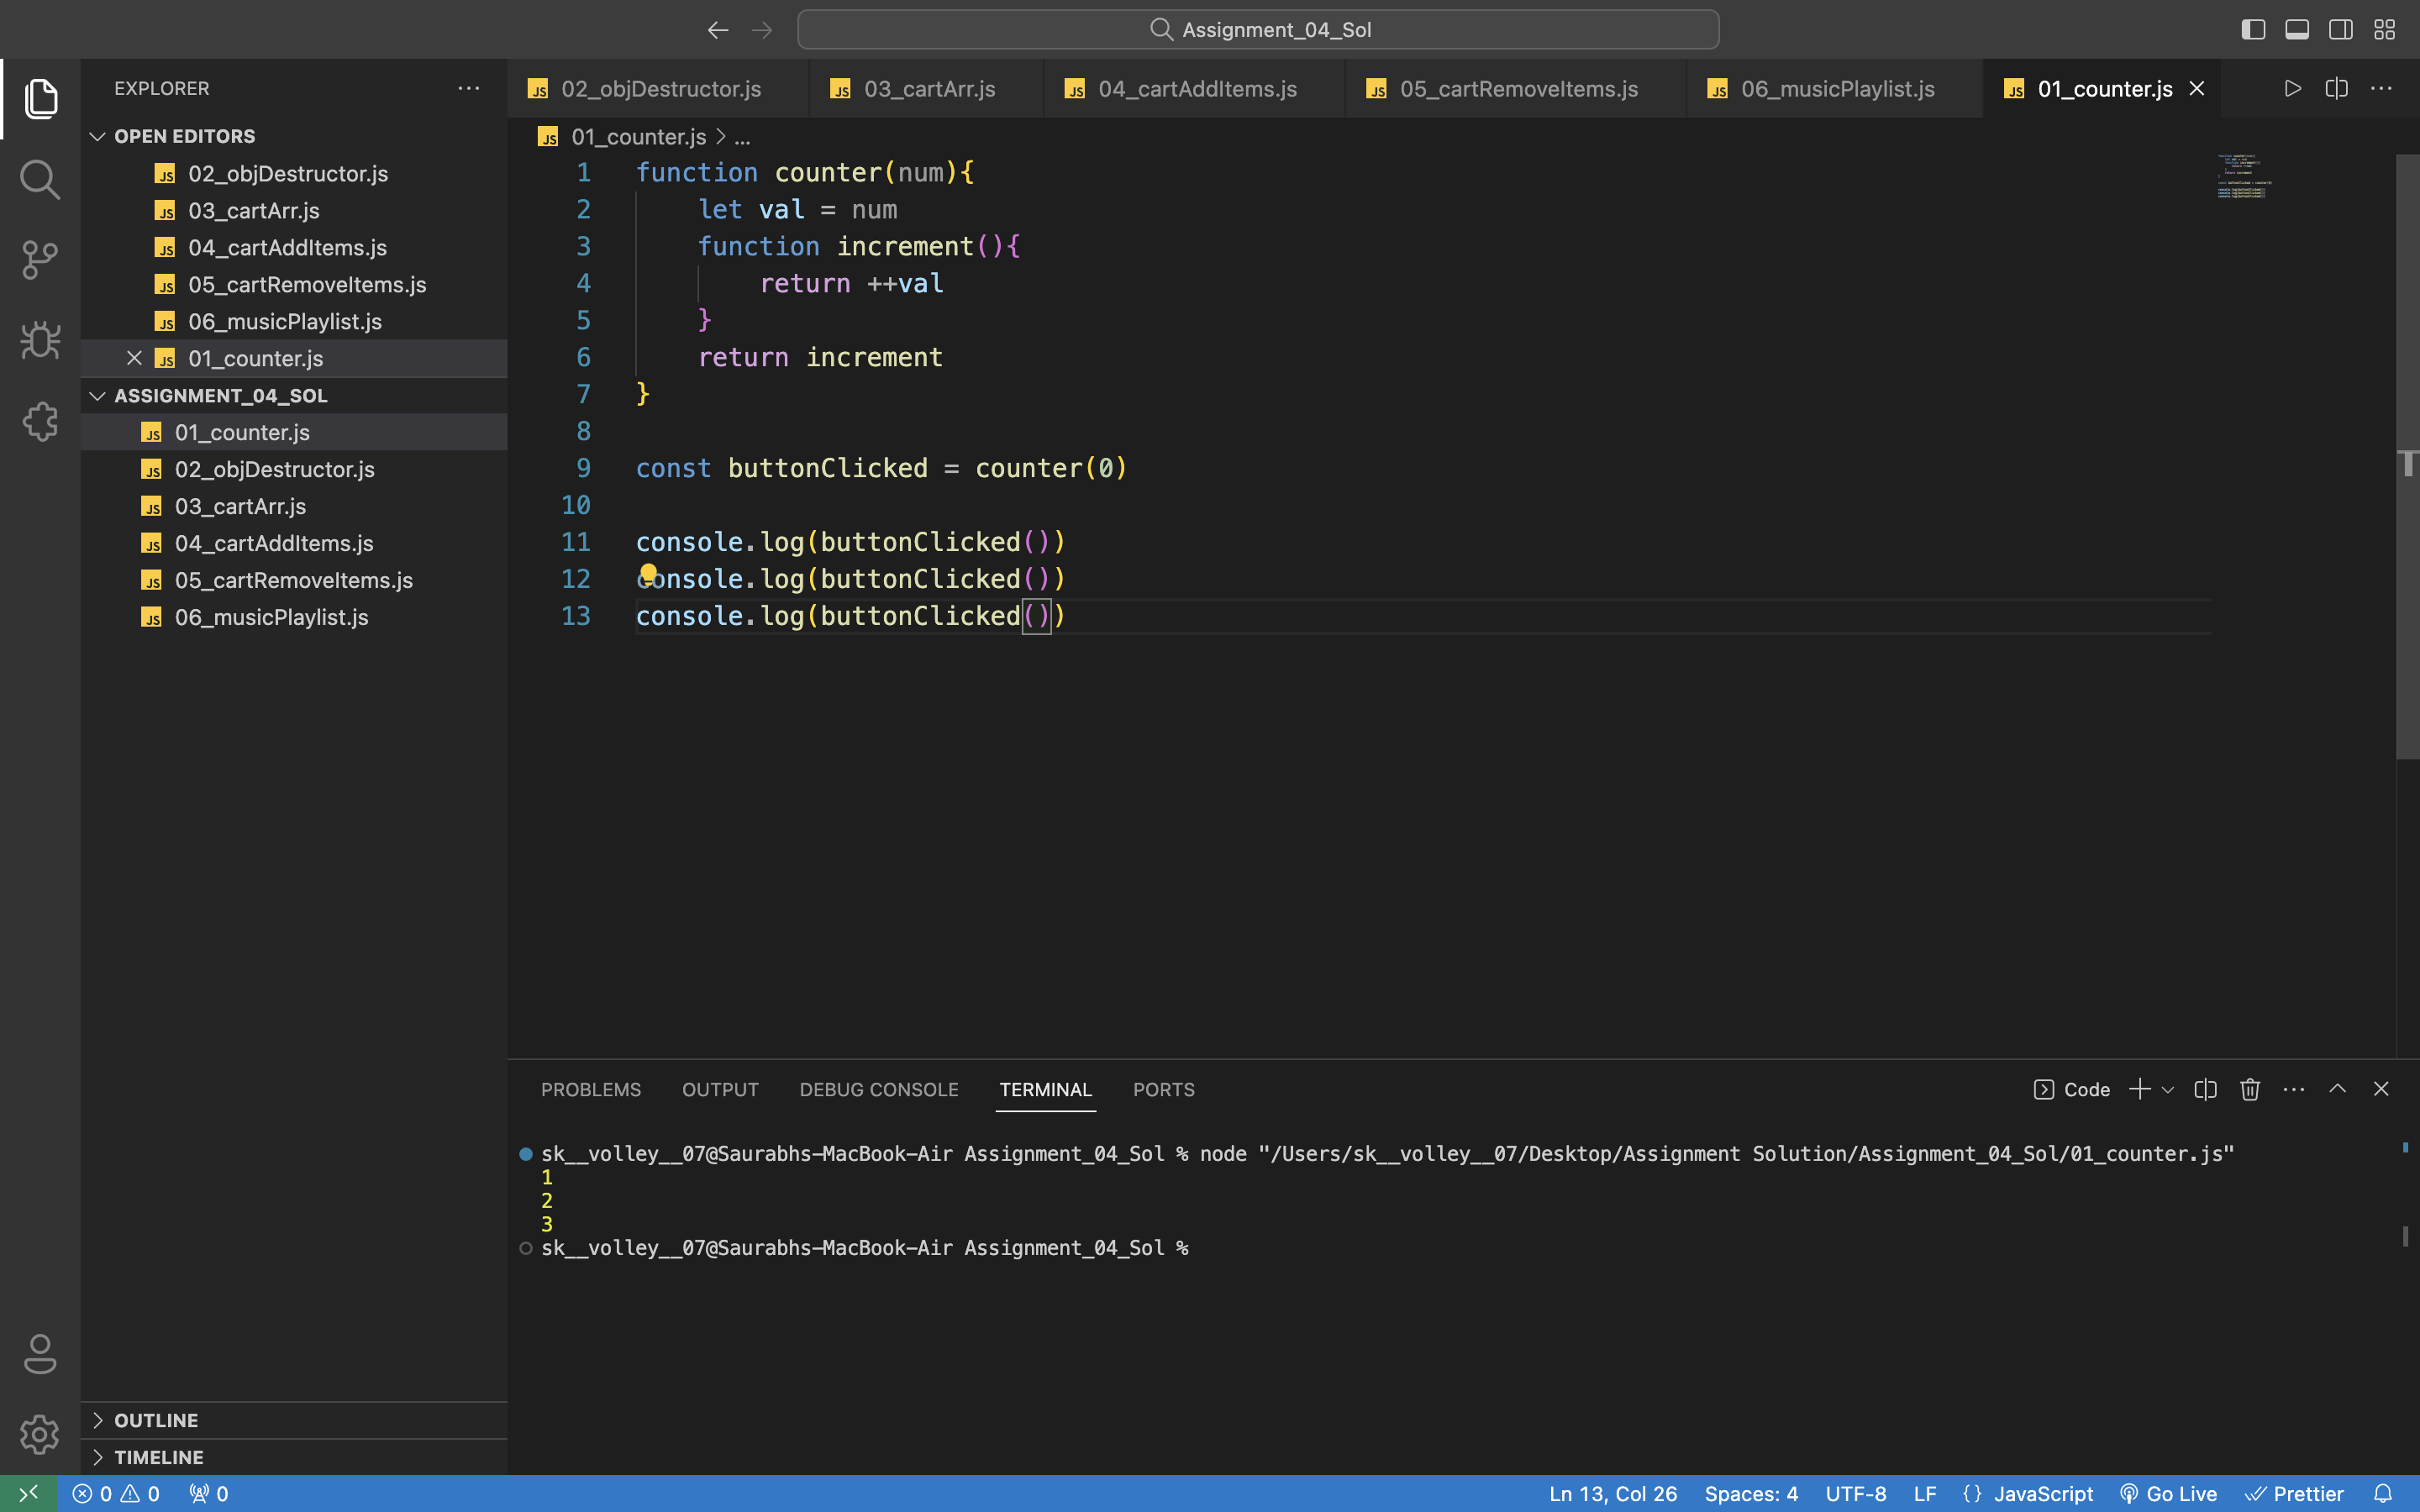 Assignment_04_Sol
EXPLORER
OPEN EDITORS
JS 02_objDestructor.js
JS 03_cartArr.js
JS 04_cartAddItems.js
JS 05_cartRemoveItems.js
JS 06_musicPlaylist.js
JS 01_counter.js
ASSIGNMENT_04_SOL
JS 01_counter.js
JS 02_objDestructor.js
JS 03_cartArr.js
JS 04_cartAddItems.js
JS 05_cartRemoveItems.js
JS 06_musicPlaylist.js
OUTLINE
TIMELINE
JS 02_objDestructor.js JS 03_cartArr.js JS 04_cartAddItems.js JS 05_cartRemoveItems.js JS 06_musicPlaylist.js JS 01_counter.js
JS 01_counter.js > ...
1 function counter(num){
2 let val = num
3 function increment(){
4 return ++val
5 }
6 return increment
7 }
8
9 const buttonClicked = counter(0)
10
11 console.log(buttonClicked())
12 console.log(buttonClicked())
13 console.log(buttonClicked())
PROBLEMS OUTPUT DEBUG CONSOLE TERMINAL PORTS Code
sk__volley__07@Saurabhs-MacBook-Air Assignment_04_Sol % node "/Users/sk__volley__07/Desktop/Assignment Solution/Assignment_04_Sol/01_counter.js"
1
2
3
sk__volley__07@Saurabhs-MacBook-Air Assignment_04_Sol %
0 0 0 Ln 13, Col 26 Spaces: 4 UTF-8 LF {} JavaScript Go Live Prettier